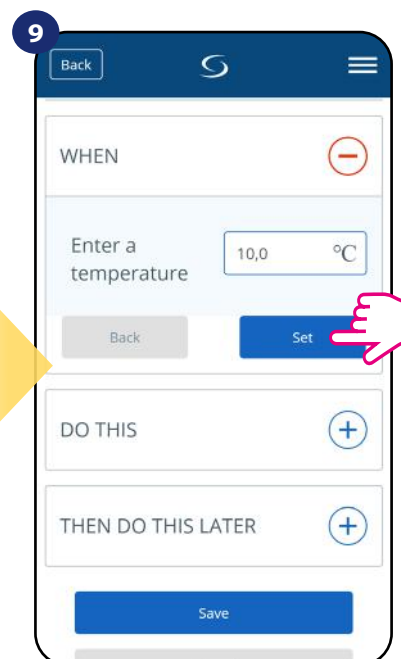 9
Back
WHEN
Enter a
temperature
10,0 °C
Back Set
DO THIS
THEN DO THIS LATER
Save